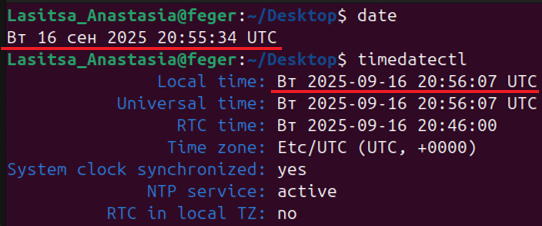 Lasitsa_Anastasia@feger:~/Desktop$ date
Вт 16 сен 2025 20:55:34 UTC
Lasitsa_Anastasia@feger:~/Desktop$ timedatectl
Local time: Вт 2025-09-16 20:56:07 UTC
Universal time: Вт 2025-09-16 20:56:07 UTC
RTC time: Вт 2025-09-16 20:46:00
Time zone: Etc/UTC (UTC, +0000)
System clock synchronized: yes
NTP service: active
RTC in local TZ: no